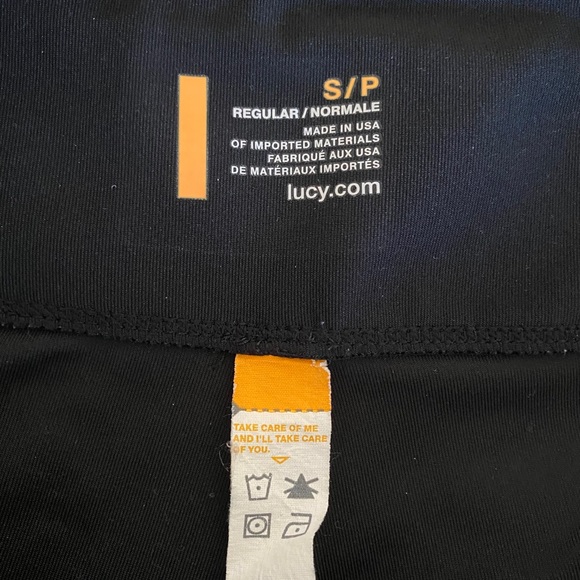 S/P
REGULAR / NORMALE
MADE IN USA
OF IMPORTED MATERIALS
FABRIQUÉ AUX USA
DE MATÉRIAUX IMPORTÉS
lucy.com
TAKE CARE OF ME
AND I'LL TAKE CARE
OF YOU.